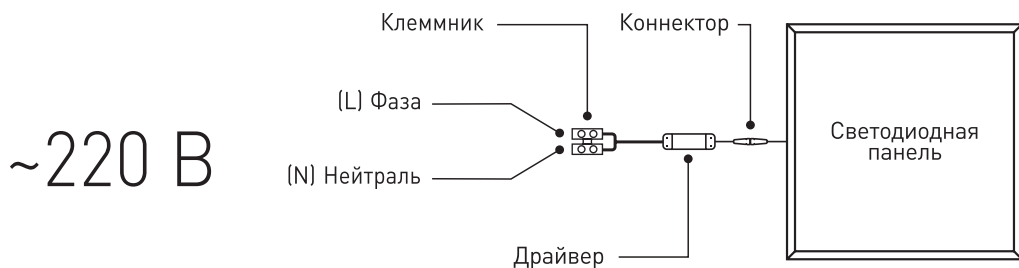 Клеммник
Коннектор
(L) Фаза
~220 В
(N) Нейтраль
Светодиодная
панель
Драйвер